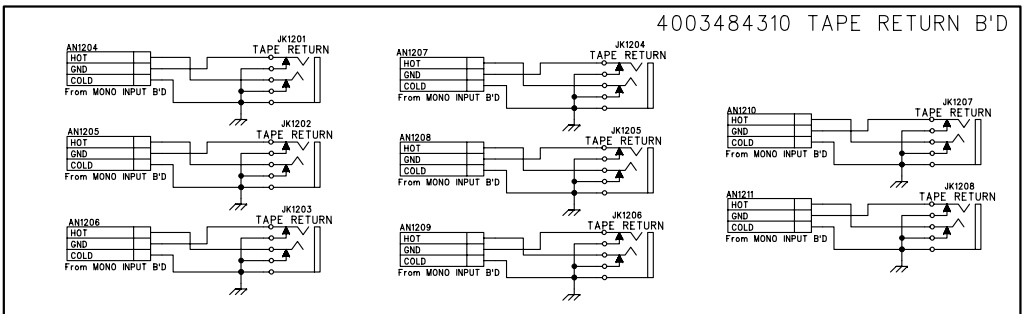 4003484310 TAPE RETURN B'D
AN1204
HOT
GND
COLD
From MONO INPUT B'D
JK1201
TAPE RETURN
AN1205
HOT
GND
COLD
From MONO INPUT B'D
JK1202
TAPE RETURN
AN1206
HOT
GND
COLD
From MONO INPUT B'D
JK1203
TAPE RETURN
AN1207
HOT
GND
COLD
From MONO INPUT B'D
JK1204
TAPE RETURN
AN1208
HOT
GND
COLD
From MONO INPUT B'D
JK1205
TAPE RETURN
AN1209
HOT
GND
COLD
From MONO INPUT B'D
JK1206
TAPE RETURN
AN1210
HOT
GND
COLD
From MONO INPUT B'D
JK1207
TAPE RETURN
AN1211
HOT
GND
COLD
From MONO INPUT B'D
JK1208
TAPE RETURN